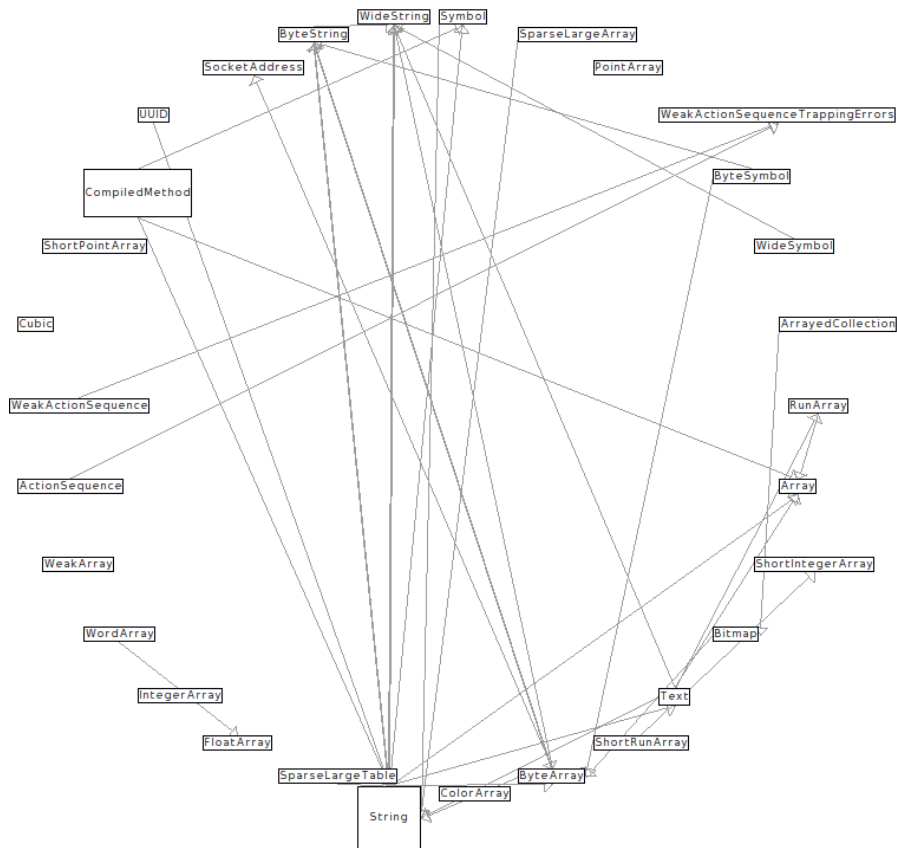 WideString
Symbol
ByteString
SparseLargeArray
SocketAddress
PointArray
UUID
WeakActionSequenceTrappingErrors
CompiledMethod
ByteSymbol
ShortPointArray
WideSymbol
Cubic
ArrayedCollection
WeakActionSequence
RunArray
ActionSequence
Array
WeakArray
ShortIntegerArray
WordArray
Bitmap
IntegerArray
Text
FloatArray
ShortRunArray
SparseLargeTable
ByteArray
ColorArray
String